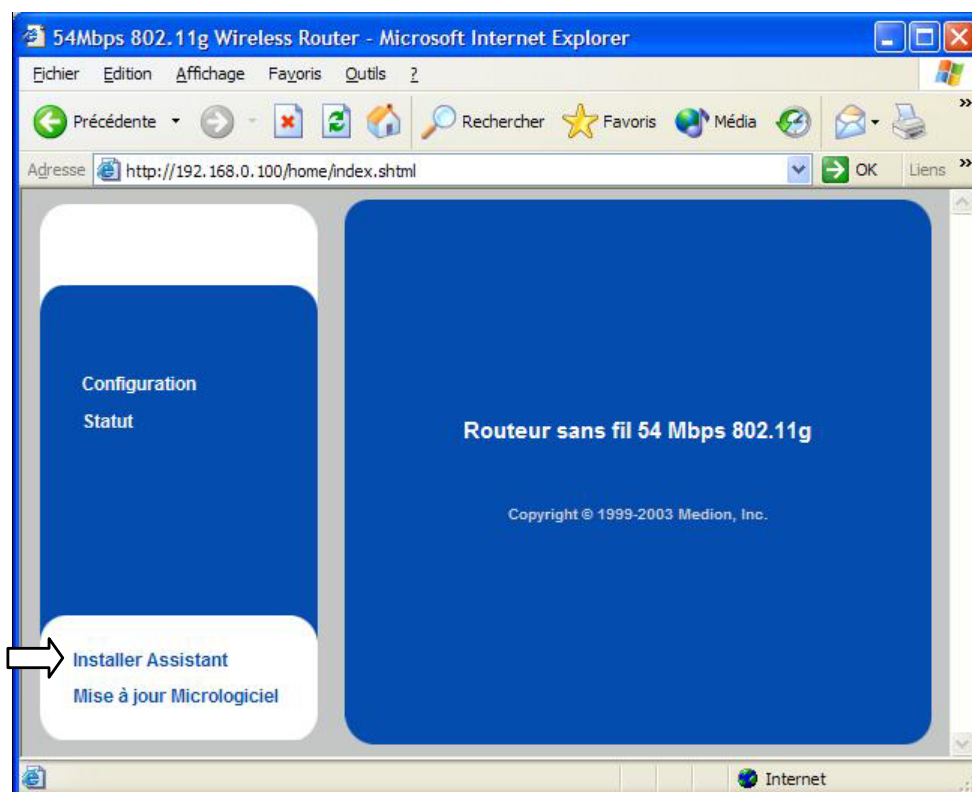 54Mbps 802.11g Wireless Router - Microsoft Internet Explorer
Fichier Edition Affichage Favoris Outils ?
Précédente Rechercher Favoris Média »
Adresse http://192.168.0.100/home/index.shtml OK Liens »
Configuration
Statut
Routeur sans fil 54 Mbps 802.11g
Copyright © 1999-2003 Medion, Inc.
Installer Assistant
Mise à jour Micrologiciel
Internet